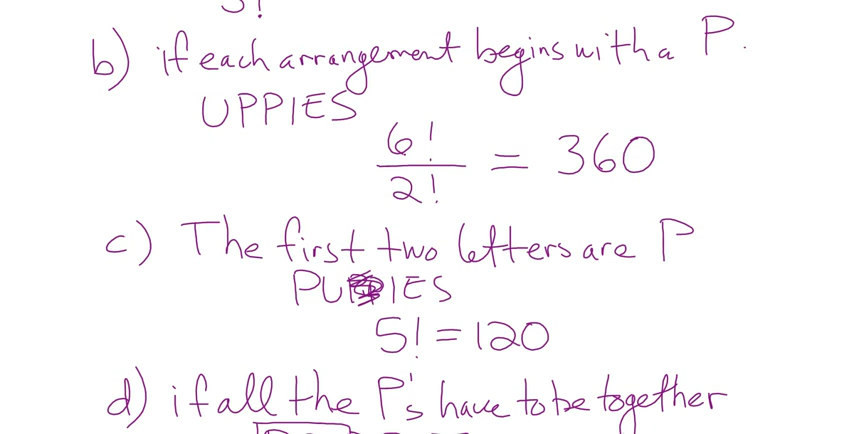 3!
b) if each arrangement begins with a P.
UPPIES
6!
2!
= 360
c) The first two letters are P
PUPIES
5! = 120
d) if all the P's have to be together